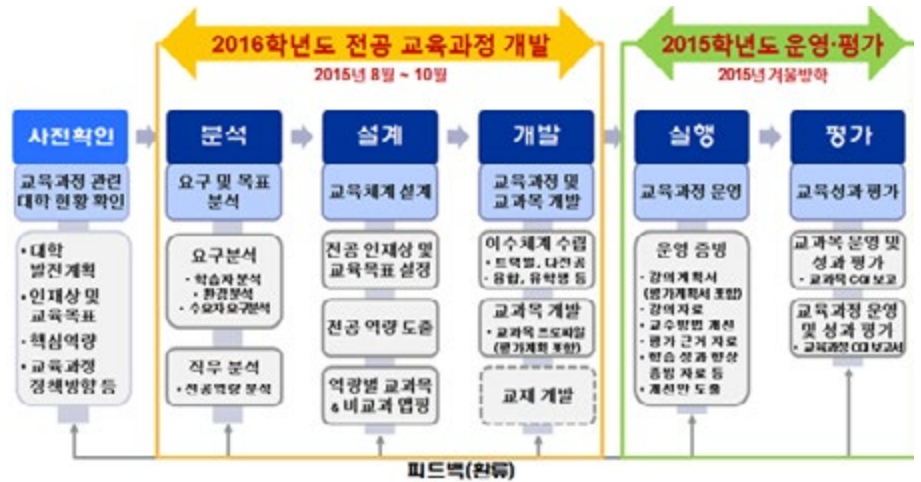 2016학년도 전공 교육과정 개발
2015년 8월 ~ 10월
2015학년도 운영·평가
2015년 겨울방학
사전확인
분석
설계
개발
실행
평가
교육과정 관련
대학 현황 확인
요구 및 목표
분석
교육체계 설계
교육과정 및
교과목 개발
교육과정 운영
교육성과 평가
• 대학
발전계획
• 인재상 및
교육목표
• 핵심역량
• 교육과정
정책방향 등
요구분석
• 학습자 분석
• 환경분석
• 수요자 요구분석
직무 분석
• 전공역량 분석
전공 인재상 및
교육목표 설정
전공 역량 도출
역량별 교과목
& 비교과 맵핑
이수체계 수립
• 트랙별, 다전공
• 융합, 유학생 등
교과목 개발
• 교과목 프로파일
(평가계획 포함)
교재 개발
운영 증빙
• 강의계획서
(평가계획서 포함)
• 강의자료
• 교수방법 개선
• 평가 근거 자료
• 학습 성과 향상
증빙 자료 등
• 개선안 도출
교과목 운영 및
성과 평가
• 교과목 CQI 보고
교육과정 운영
및 성과 평가
• 교육과정 CQI 보고서
피드백(환류)